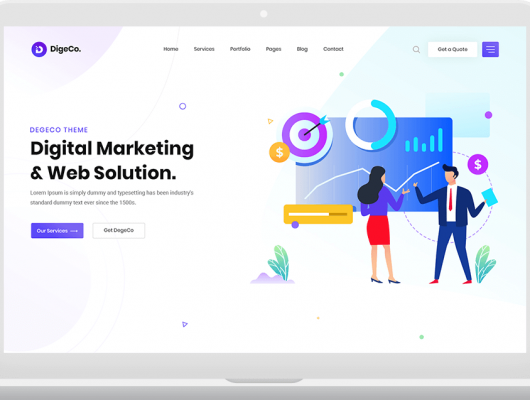 DigeCo.
Home Services Portfolio Pages Blog Contact
Get a Quote
DEGECO THEME
Digital Marketing
& Web Solution.
Lorem Ipsum is simply dummy and typesetting has been industry's
standard dummy text ever since the 1500s.
Our Services →
Get DegeCo
$
$